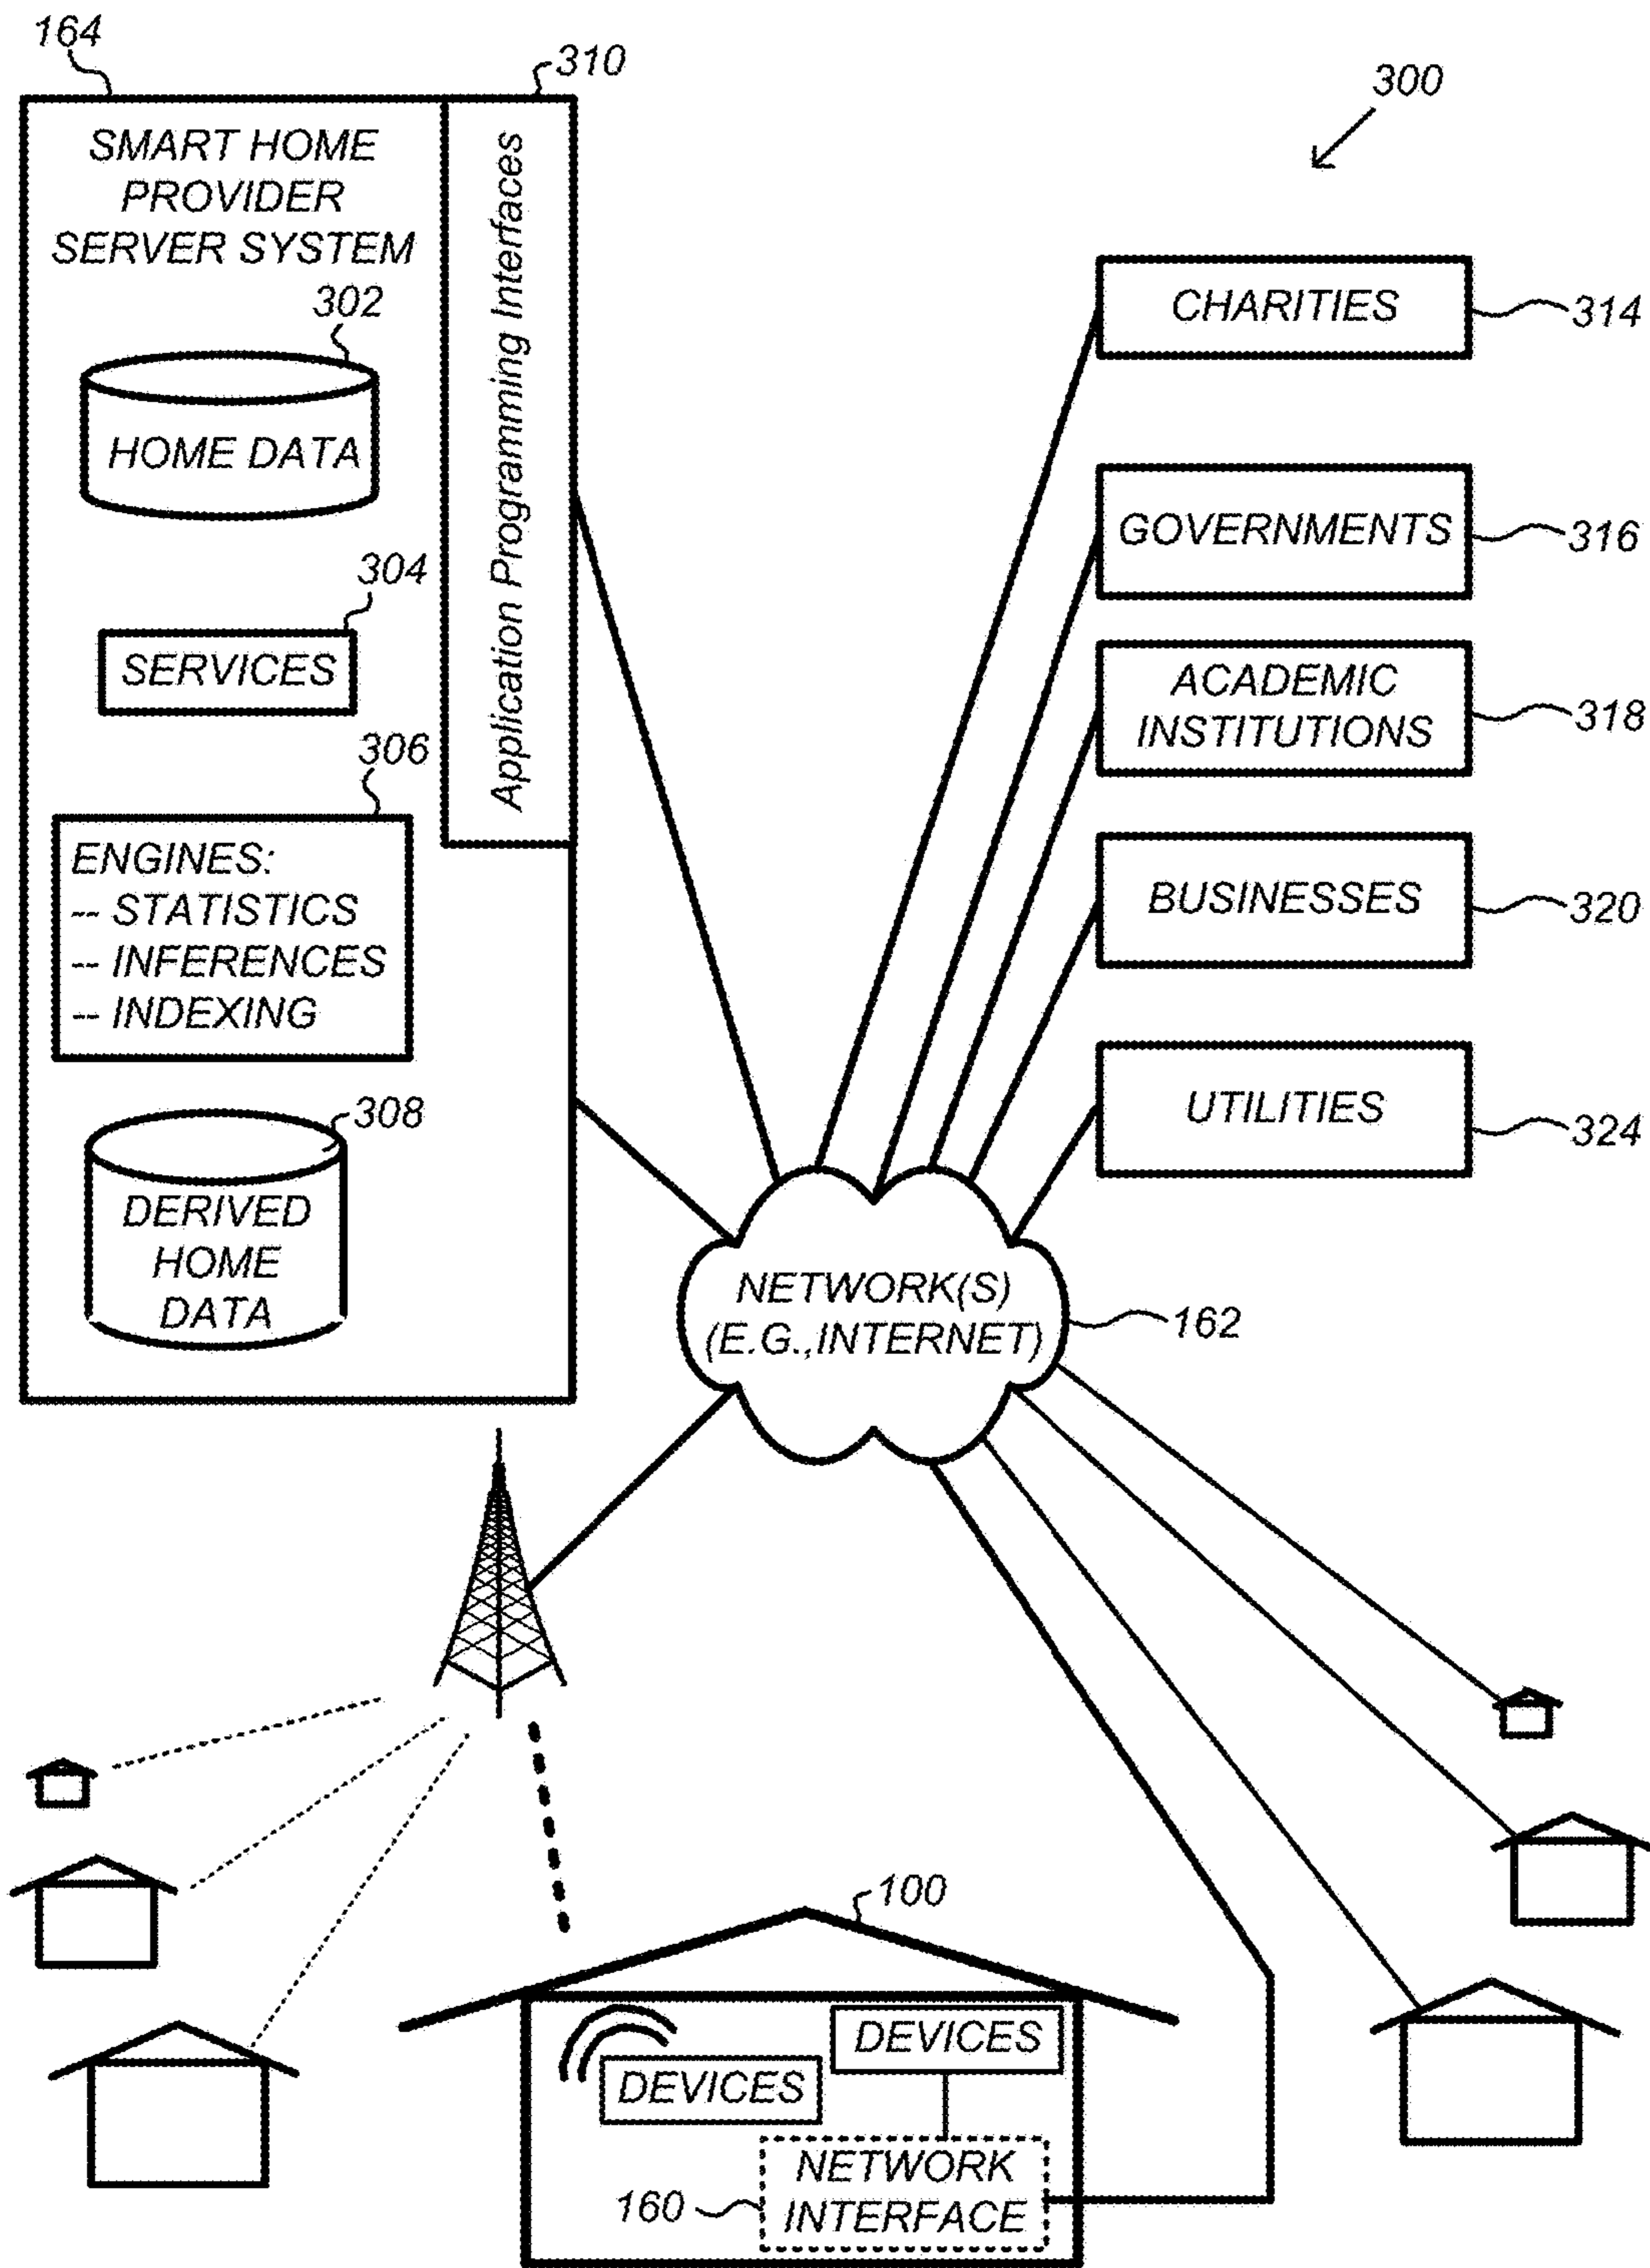 164
310
300
SMART HOME
PROVIDER
SERVER SYSTEM
Application Programming Interfaces
302
HOME DATA
304
SERVICES
306
ENGINES:
-- STATISTICS
-- INFERENCES
-- INDEXING
308
DERIVED
HOME
DATA
CHARITIES
314
GOVERNMENTS
316
ACADEMIC
INSTITUTIONS
318
BUSINESSES
320
UTILITIES
324
NETWORK(S)
(E.G.,INTERNET)
162
100
DEVICES
DEVICES
NETWORK
INTERFACE
160